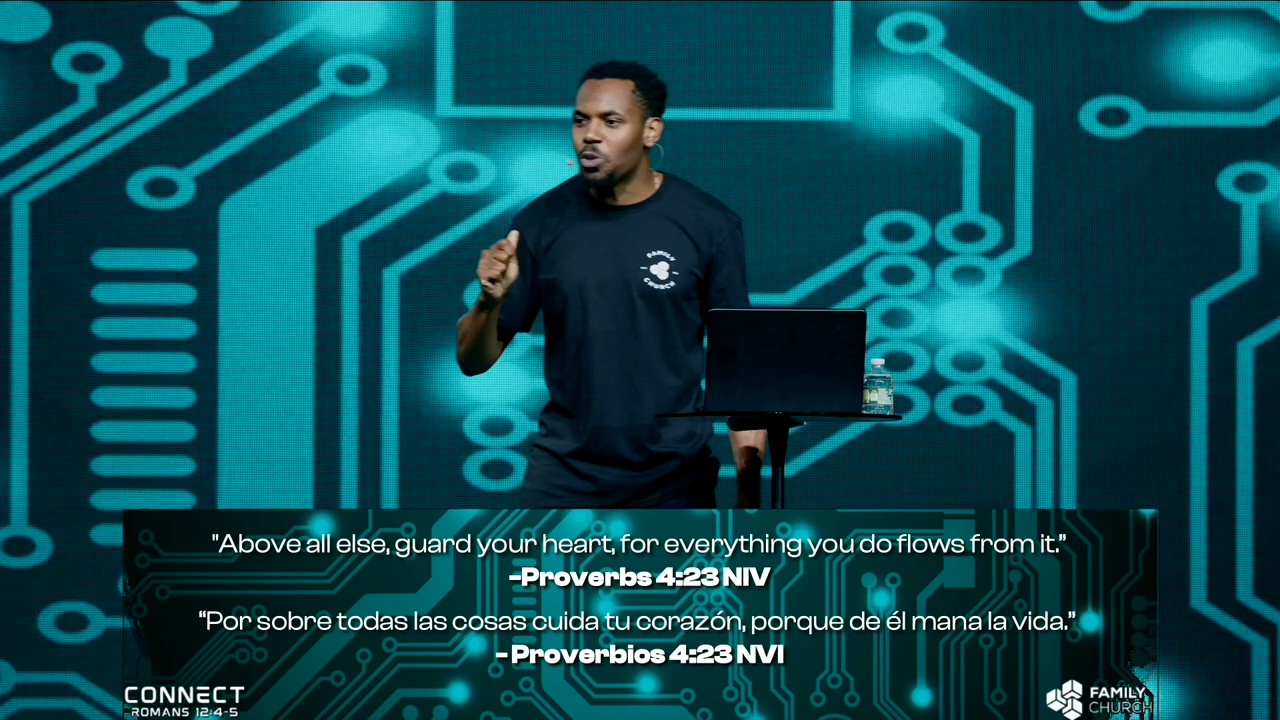 FAMILY
CHURCH
"Above all else, guard your heart, for everything you do flows from it."
-Proverbs 4:23 NIV
“Por sobre todas las cosas cuida tu corazón, porque de él mana la vida.”
- Proverbios 4:23 NVI
CONNECT
ROMANS 12:4-5
FAMILY
CHURCH